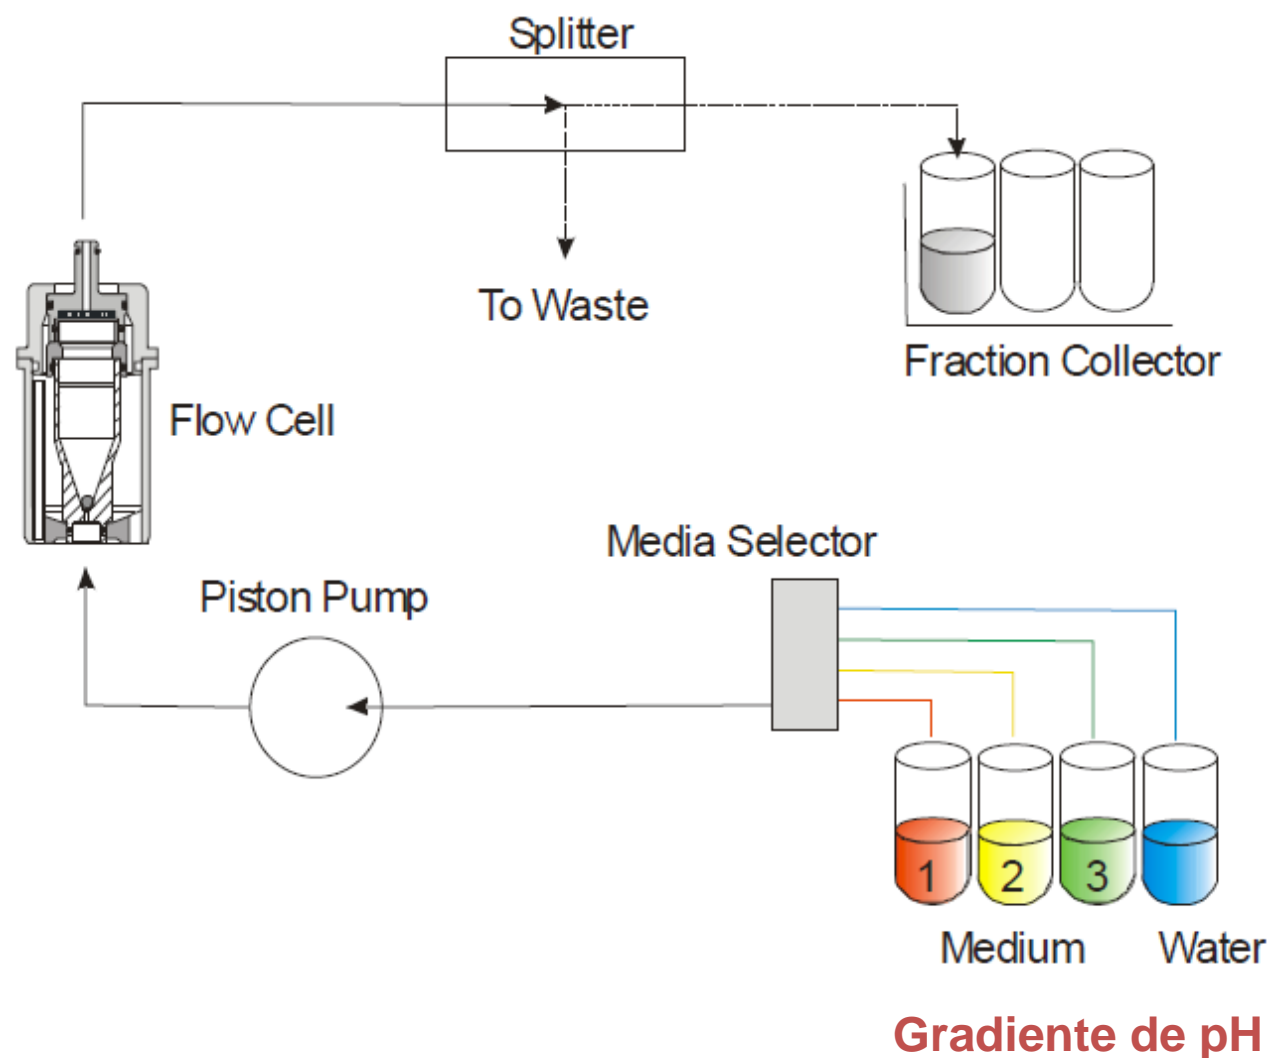 Splitter
To Waste
Fraction Collector
Flow Cell
Media Selector
Piston Pump
1 2 3
Medium Water
Gradiente de pH